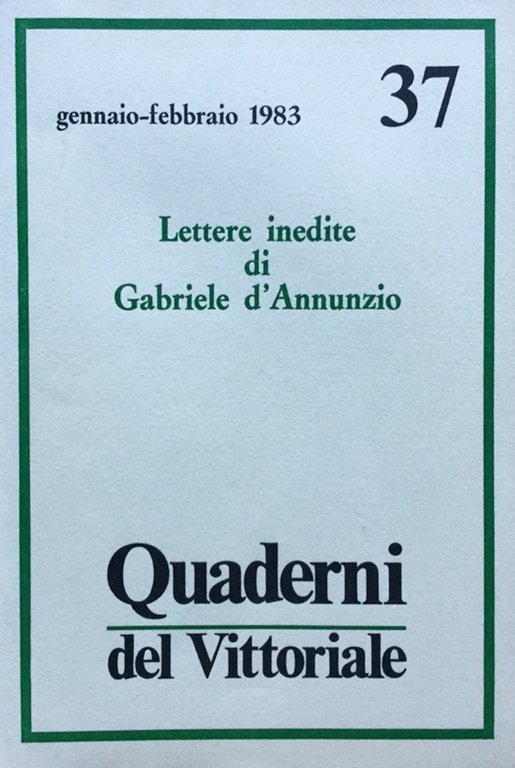 gennaio-febbraio 1983 37
Lettere inedite
di
Gabriele d'Annunzio
Quaderni
del Vittoriale